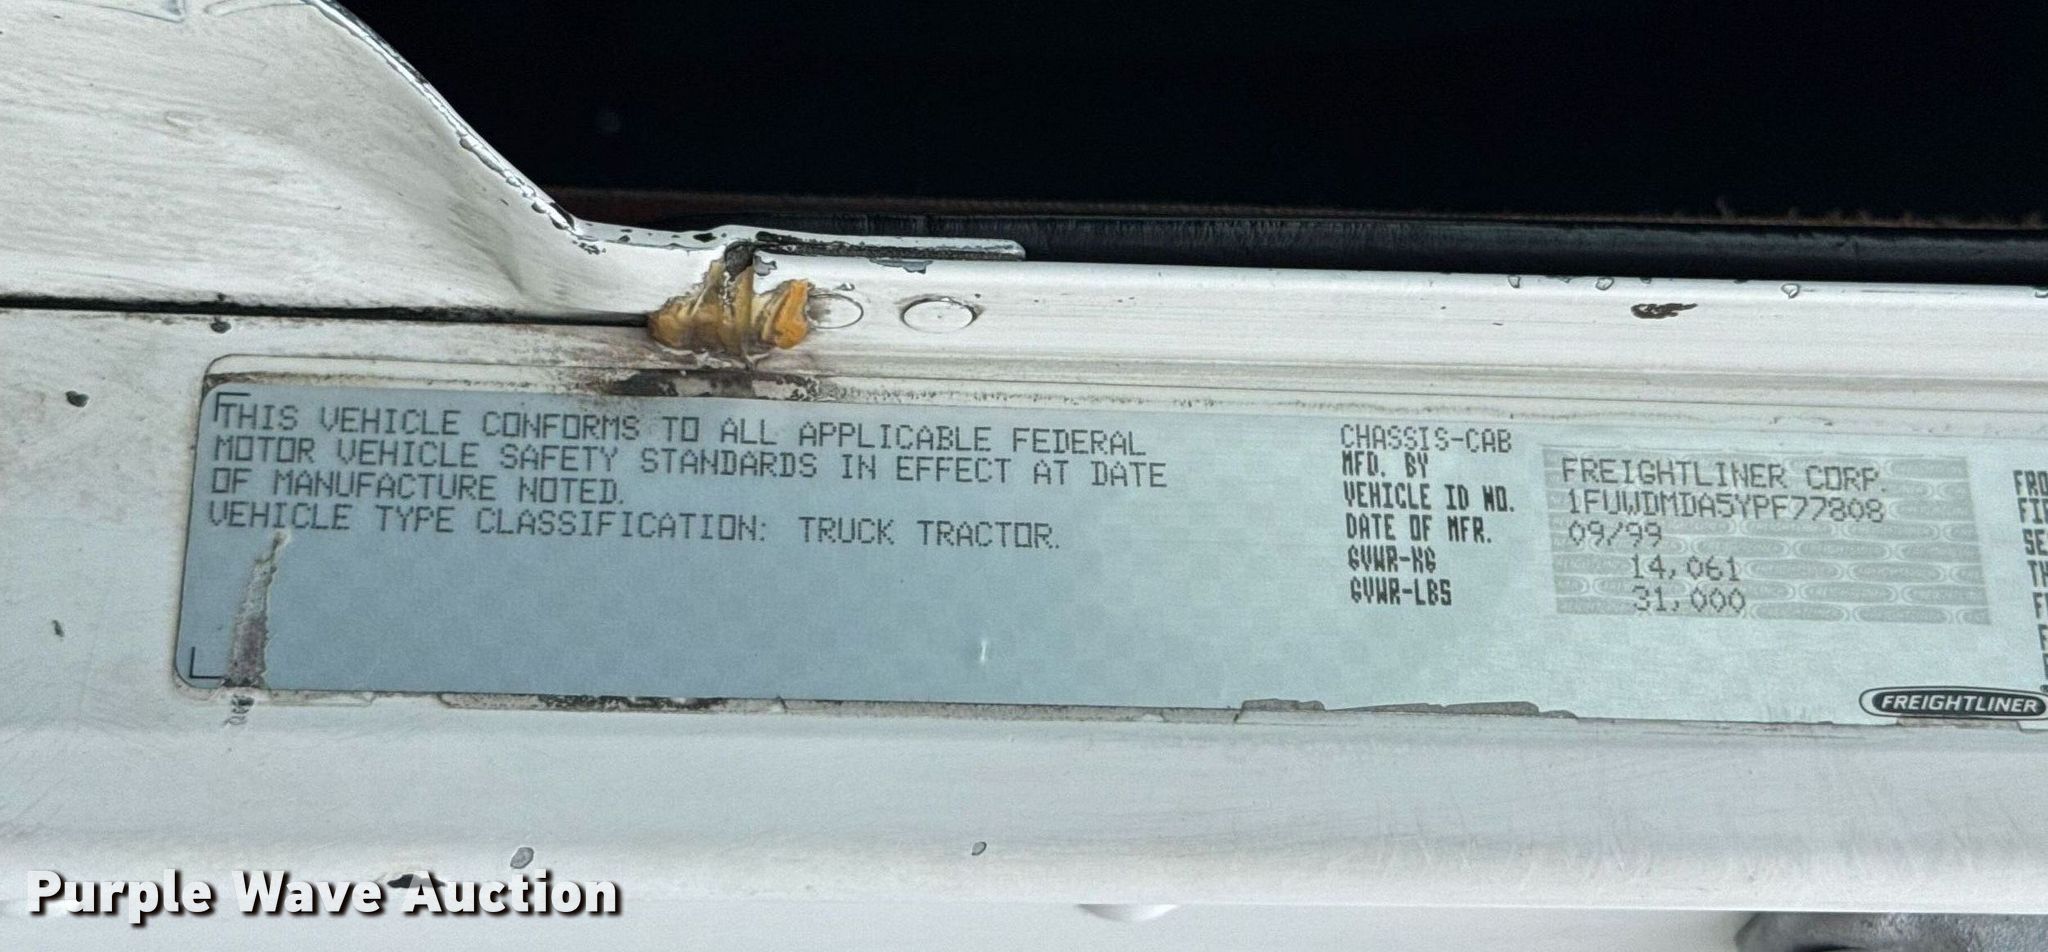 THIS VEHICLE CONFORMS TO ALL APPLICABLE FEDERAL
MOTOR VEHICLE SAFETY STANDARDS IN EFFECT AT DATE
OF MANUFACTURE NOTED.
VEHICLE TYPE CLASSIFICATION: TRUCK TRACTOR.
CHASSIS-CAB
MFD. BY FREIGHTLINER CORP.
VEHICLE ID NO. 1FUWDMDA5YPF77808
DATE OF MFR. 09/99
GVWR-KG 14,061
GVWR-LBS 31,000
FREIGHTLINER
Purple Wave Auction